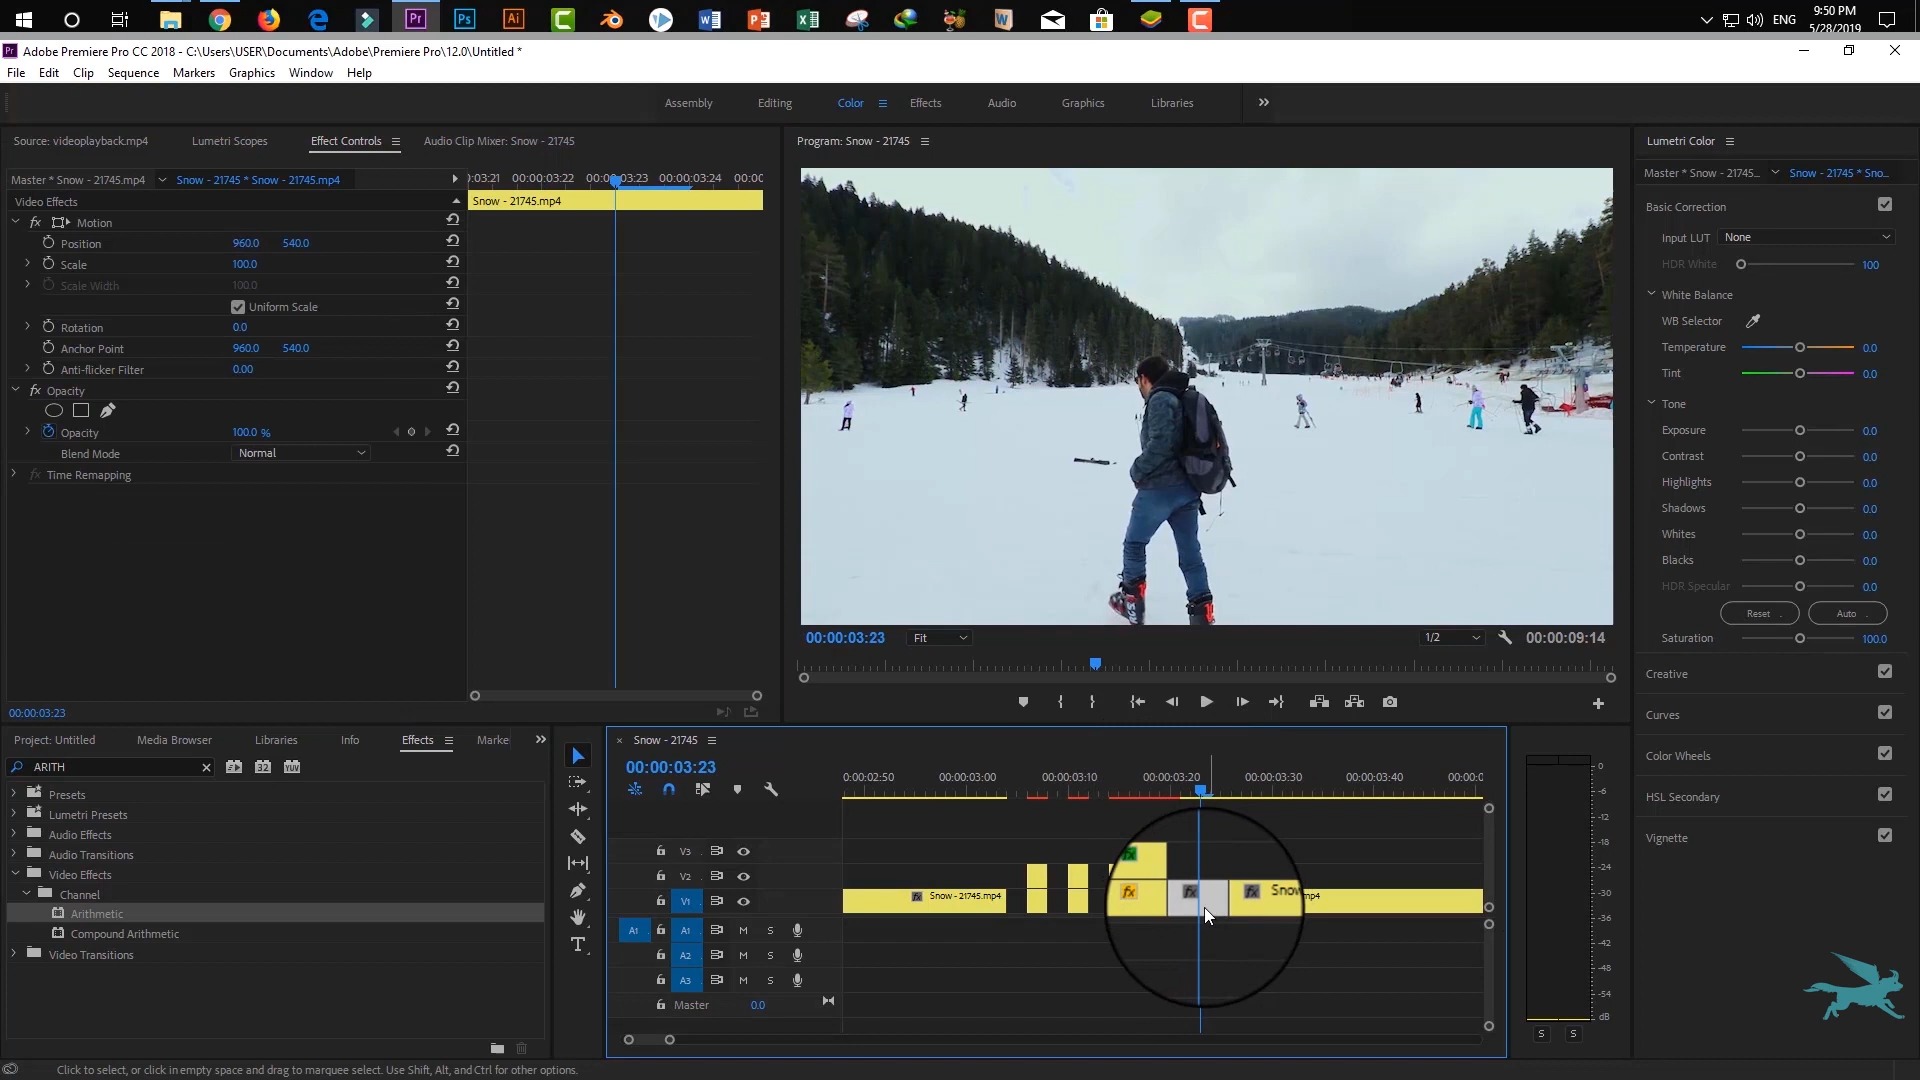 ENG
9:50 PM
5/28/2019
Adobe Premiere Pro CC 2018 - C:\Users\USER\Documents\Adobe\Premiere Pro\12.0\Untitled *
File Edit Clip Sequence Markers Graphics Window Help
Assembly Editing Color Effects Audio Graphics Libraries
Source: videoplayback.mp4 Lumetri Scopes Effect Controls Audio Clip Mixer: Snow - 21745
Program: Snow - 21745
Lumetri Color
Master * Snow - 21745.mp4 Snow - 21745 * Snow - 21745.mp4
):03:21 00:00:03:22 00:00:03:23 00:00:03:24 00:00
Master * Snow - 21745... Snow - 21745 * Sno...
Video Effects
Snow - 21745.mp4
Basic Correction
fx Motion
Position 960.0 540.0
Input LUT None
Scale 100.0
HDR White 100
Scale Width 100.0
Uniform Scale
White Balance
Rotation 0.0
WB Selector
Anchor Point 960.0 540.0
Temperature 0.0
Anti-flicker Filter 0.00
Tint 0.0
fx Opacity
Tone
Opacity 100.0 %
Exposure 0.0
Blend Mode Normal
Contrast 0.0
fx Time Remapping
Highlights 0.0
Shadows 0.0
Whites 0.0
Blacks 0.0
HDR Specular 0.0
Reset Auto
Saturation 100.0
00:00:03:23 Fit 1/2 00:00:09:14
Creative
Curves
Color Wheels
HSL Secondary
Vignette
00:00:03:23
Project: Untitled Media Browser Libraries Info Effects Marke
ARITH
32 YUV
Presets
Lumetri Presets
Audio Effects
Audio Transitions
Video Effects
Channel
Arithmetic
Compound Arithmetic
Video Transitions
Snow - 21745
00:00:03:23
0:00:02:50 00:00:03:00 00:00:03:10 00:00:03:20 00:00:03:30 00:00:03:40 00:00:0
V3
V2
V1
fx Snow - 21745.mp4
fx
fx fx fx Snow mp4
A1 A1 M S
A2 M S
A3 M S
Master 0.0
0
-6
-12
-18
-24
-30
-36
-42
-48
-54
dB
S S
Click to select, or click in empty space and drag to marquee select. Use Shift, Alt, and Ctrl for other options.